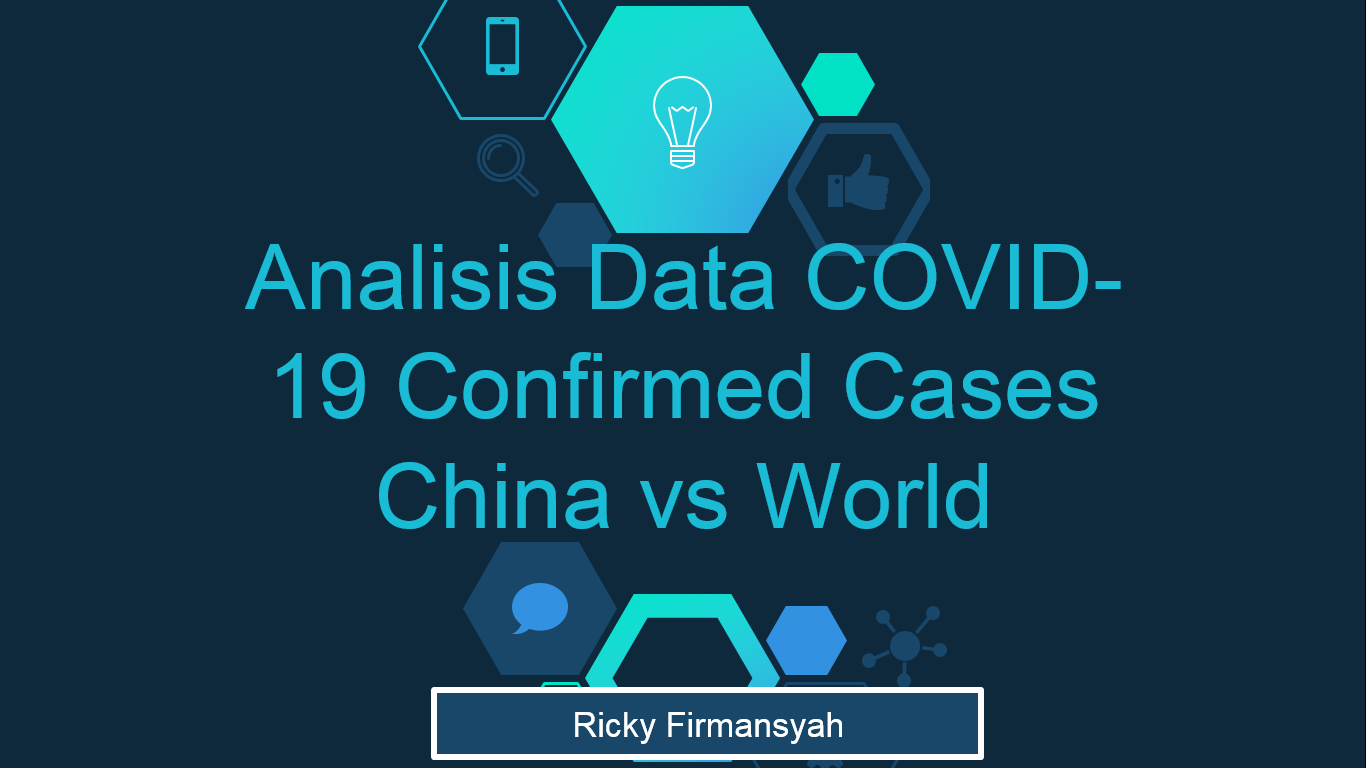 Analisis Data COVID-
19 Confirmed Cases
China vs World
Ricky Firmansyah